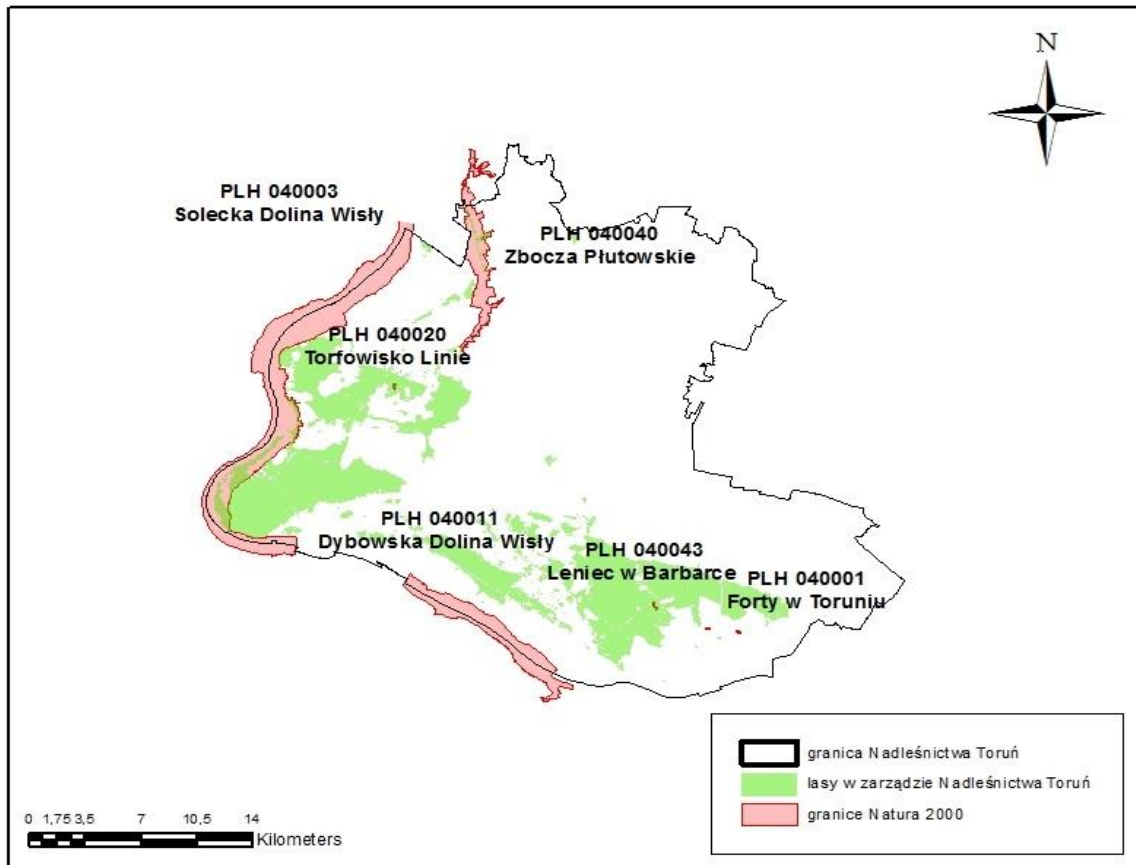 N
PLH 040003
Solecka Dolina Wisły
PLH 040040
Zbocza Płutowskie
PLH 040020
Torfowisko Linie
PLH 040011
Dybowska Dolina Wisły
PLH 040043
Leniec w Barbarce
PLH 040001
Forty w Toruniu
granica Nadleśnictwa Toruń
lasy w zarządzie Nadleśnictwa Toruń
granice Natura 2000
0 1,75 3,5 7 10,5 14
Kilometers